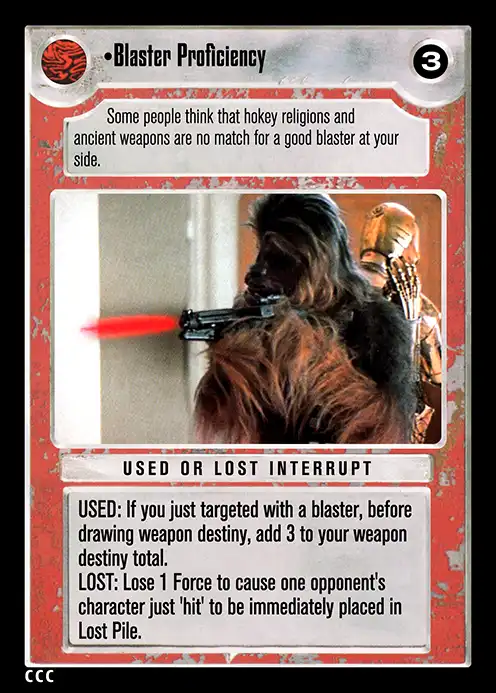 •Blaster Proficiency
3
Some people think that hokey religions and
ancient weapons are no match for a good blaster at your
side.
USED OR LOST INTERRUPT
USED: If you just targeted with a blaster, before
drawing weapon destiny, add 3 to your weapon
destiny total.
LOST: Lose 1 Force to cause one opponent's
character just 'hit' to be immediately placed in
Lost Pile.
CCC